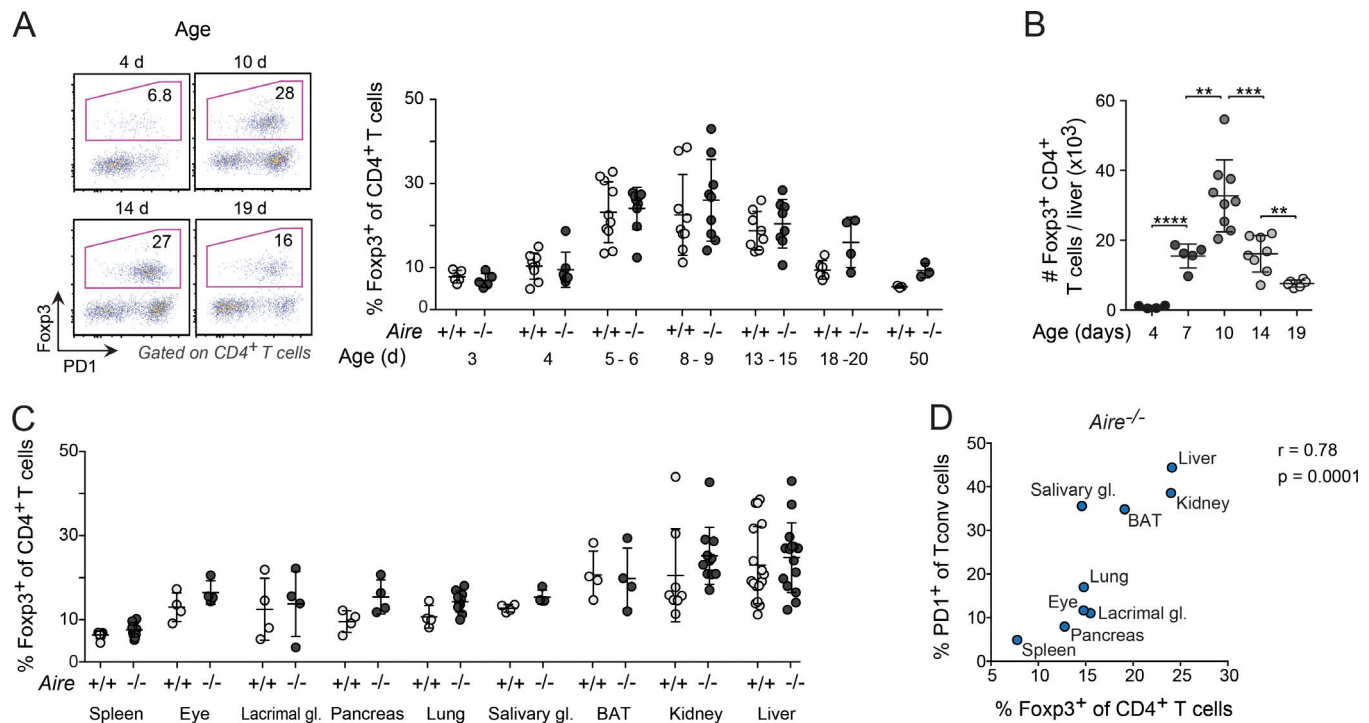 A
Age
4 d
10 d
6.8
28
14 d
19 d
27
16
Foxp3
PD1
Gated on CD4+ T cells
% Foxp3+ of CD4+ T cells
50
30
10
0
Aire +/+ -/- +/+ -/- +/+ -/- +/+ -/- +/+ -/- +/+ -/- +/+ -/-
Age (d) 3 4 5 - 6 8 - 9 13 - 15 18 -20 50
B
# Foxp3+ CD4+
T cells / liver (x10³)
60
40
20
0
**** ** *** **
Age (days) 4 7 10 14 19
C
% Foxp3+ of CD4+ T cells
50
30
10
0
Aire +/+ -/- +/+ -/- +/+ -/- +/+ -/- +/+ -/- +/+ -/- +/+ -/- +/+ -/- +/+ -/-
Spleen Eye Lacrimal gl. Pancreas Lung Salivary gl. BAT Kidney Liver
D
Aire-/-
r = 0.78
p = 0.0001
% PD1+ of Tconv cells
50
40
30
20
10
0
Liver
Salivary gl.
Kidney
BAT
Lung
Eye
Lacrimal gl.
Pancreas
Spleen
5 10 15 20 25 30
% Foxp3+ of CD4+ T cells